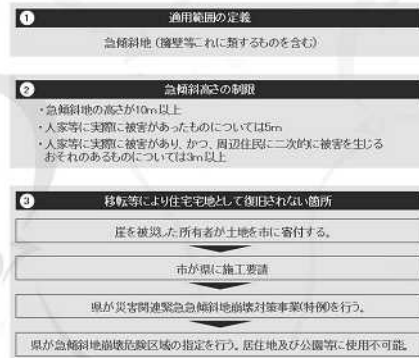 1 適用範囲の定義
急傾斜地(擁壁等これに類するものを含む)
2 急傾斜高さの制限
・急傾斜地の高さが10m以上
・人家等に実際に被害があったものについては5m
・人家等に実際に被害があり、かつ、周辺住民に二次的に被害を生じる
おそれのあるものについては3m以上
3 移転等により住宅宅地として復旧されない箇所
崖を被災した所有者が土地を市に寄付する。
市が県に施工要請
県が災害関連緊急急傾斜地崩壊対策事業(特例)を行う。
県が急傾斜地崩壊危険区域の指定を行う。居住地及び公園等に使用不可能。